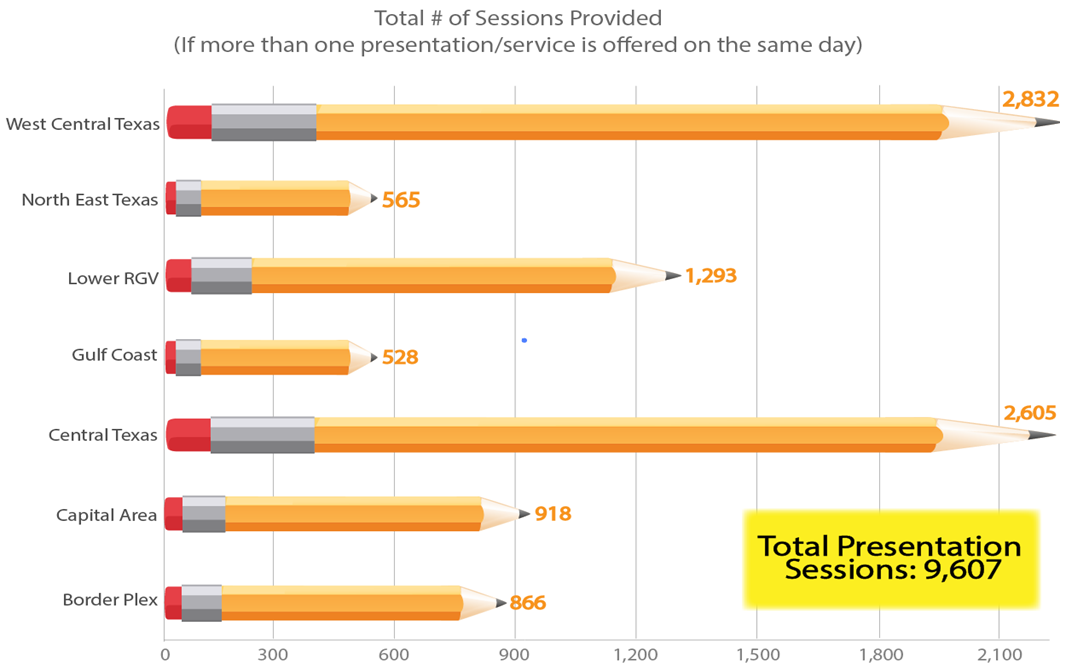 Total # of Sessions Provided
(If more than one presentation/service is offered on the same day)
West Central Texas 2,832
North East Texas 565
Lower RGV 1,293
Gulf Coast 528
Central Texas 2,605
Capital Area 918
Border Plex 866
Total Presentation
Sessions: 9,607
0 300 600 900 1,200 1,500 1,800 2,100